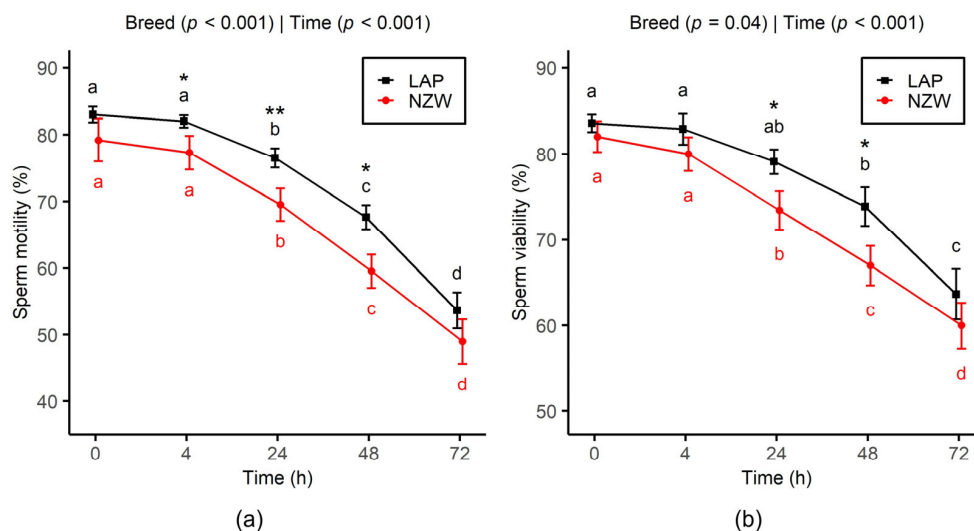 Breed (p < 0.001) | Time (p < 0.001)
90
80
70
60
50
40
Sperm motility (%)
LAP
NZW
a
*
a
**
b
*
c
d
a
a
b
c
d
0 4 24 48 72
Time (h)
(a)
Breed (p = 0.04) | Time (p < 0.001)
90
80
70
60
50
Sperm viability (%)
LAP
NZW
a
a
*
ab
*
b
c
a
a
b
c
d
0 4 24 48 72
Time (h)
(b)